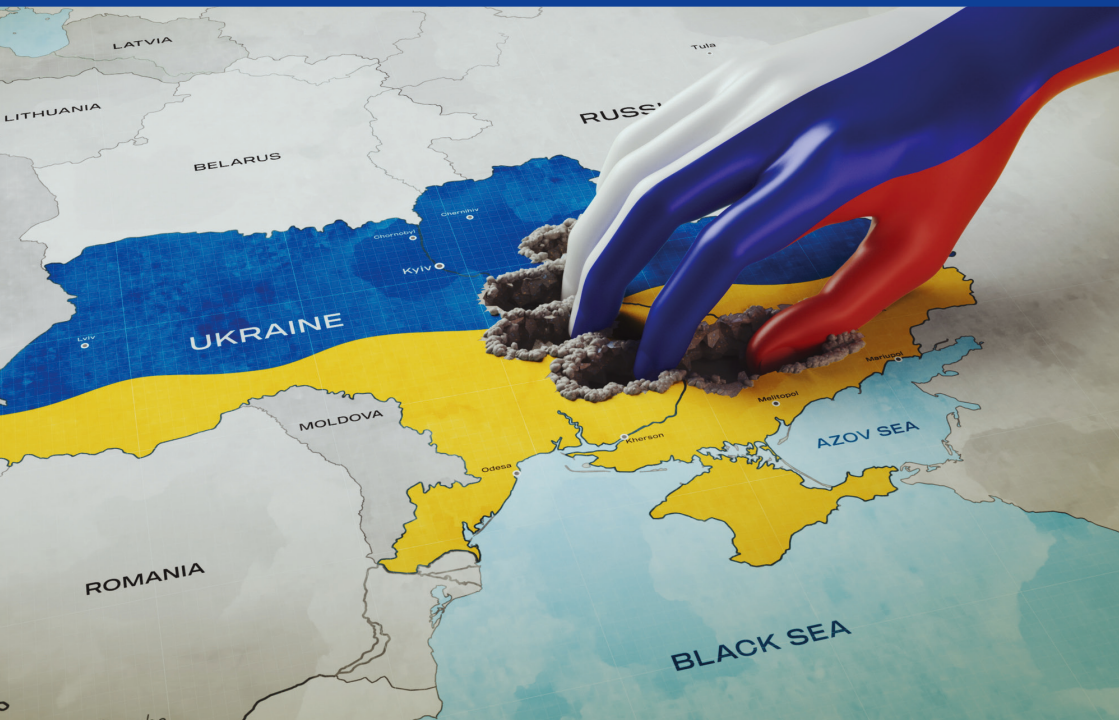 LATVIA
Tula
LITHUANIA
RUSSI
BELARUS
Chernihiv
Chornobyl
Kyiv
UKRAINE
Lviv
Mariupol
Melitopol
MOLDOVA
AZOV SEA
Kherson
Odesa
ROMANIA
BLACK SEA